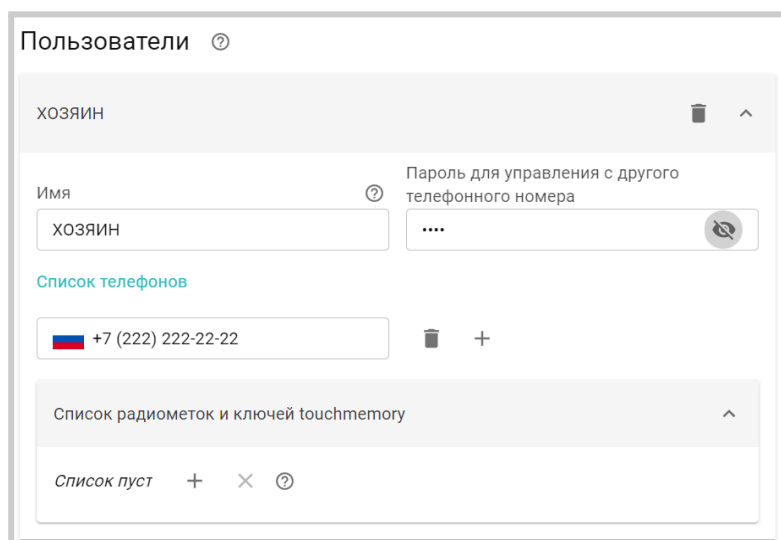 Пользователи
ХОЗЯИН
Имя
Пароль для управления с другого
телефонного номера
ХОЗЯИН
••••
Список телефонов
+7 (222) 222-22-22
Список радиометок и ключей touchmemory
Список пуст